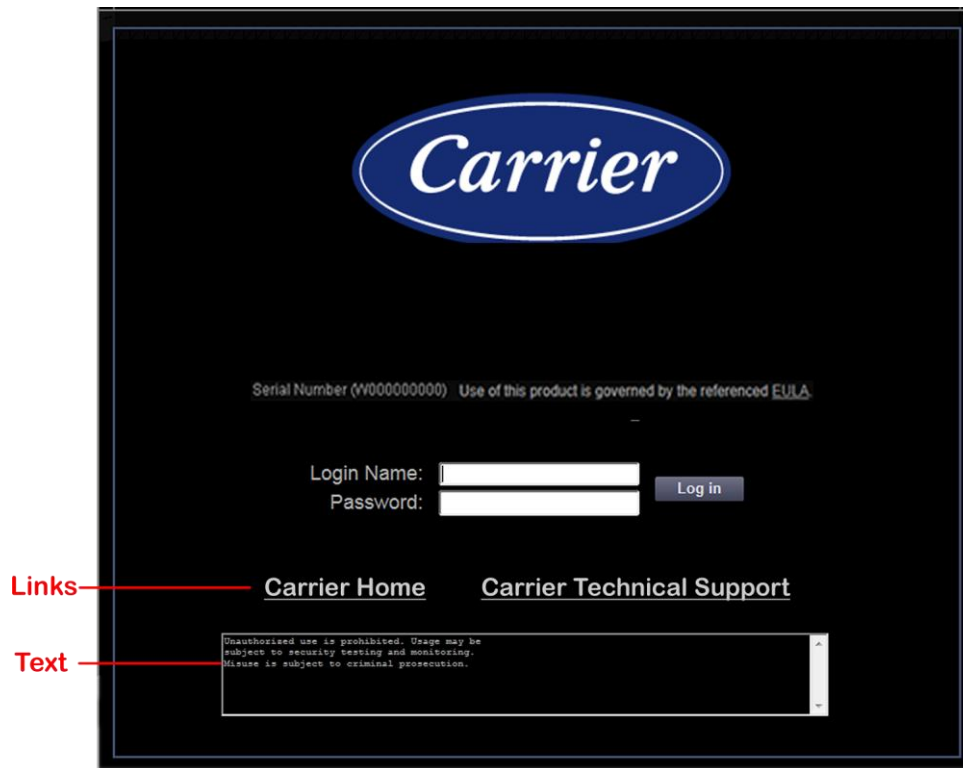 Carrier
Serial Number (W000000000) Use of this product is governed by the referenced EULA.
Login Name:
Password:
Log in
Links
Carrier Home Carrier Technical Support
Unauthorized use is prohibited. Usage may be
subject to security testing and monitoring.
Text
Misuse is subject to criminal prosecution.